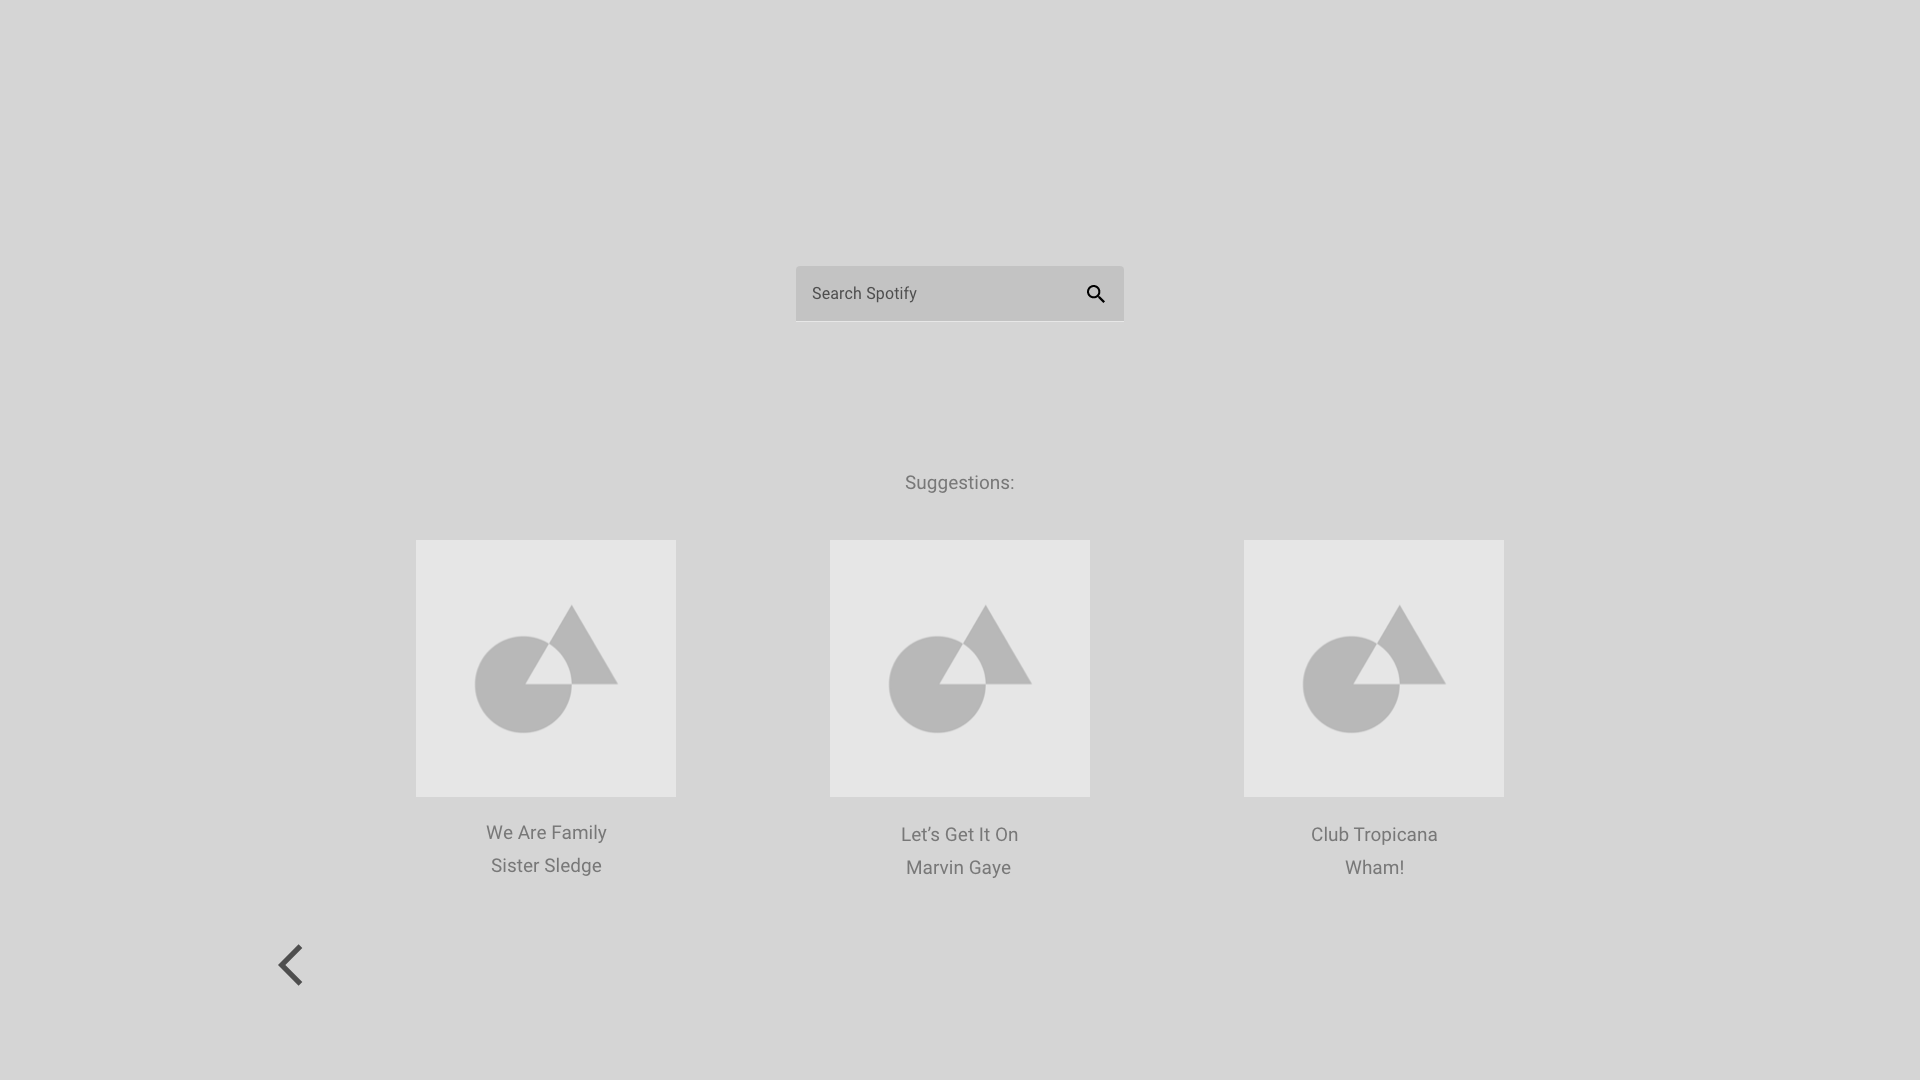 Search Spotify
Suggestions:
We Are Family
Sister Sledge
Let’s Get It On
Marvin Gaye
Club Tropicana
Wham!